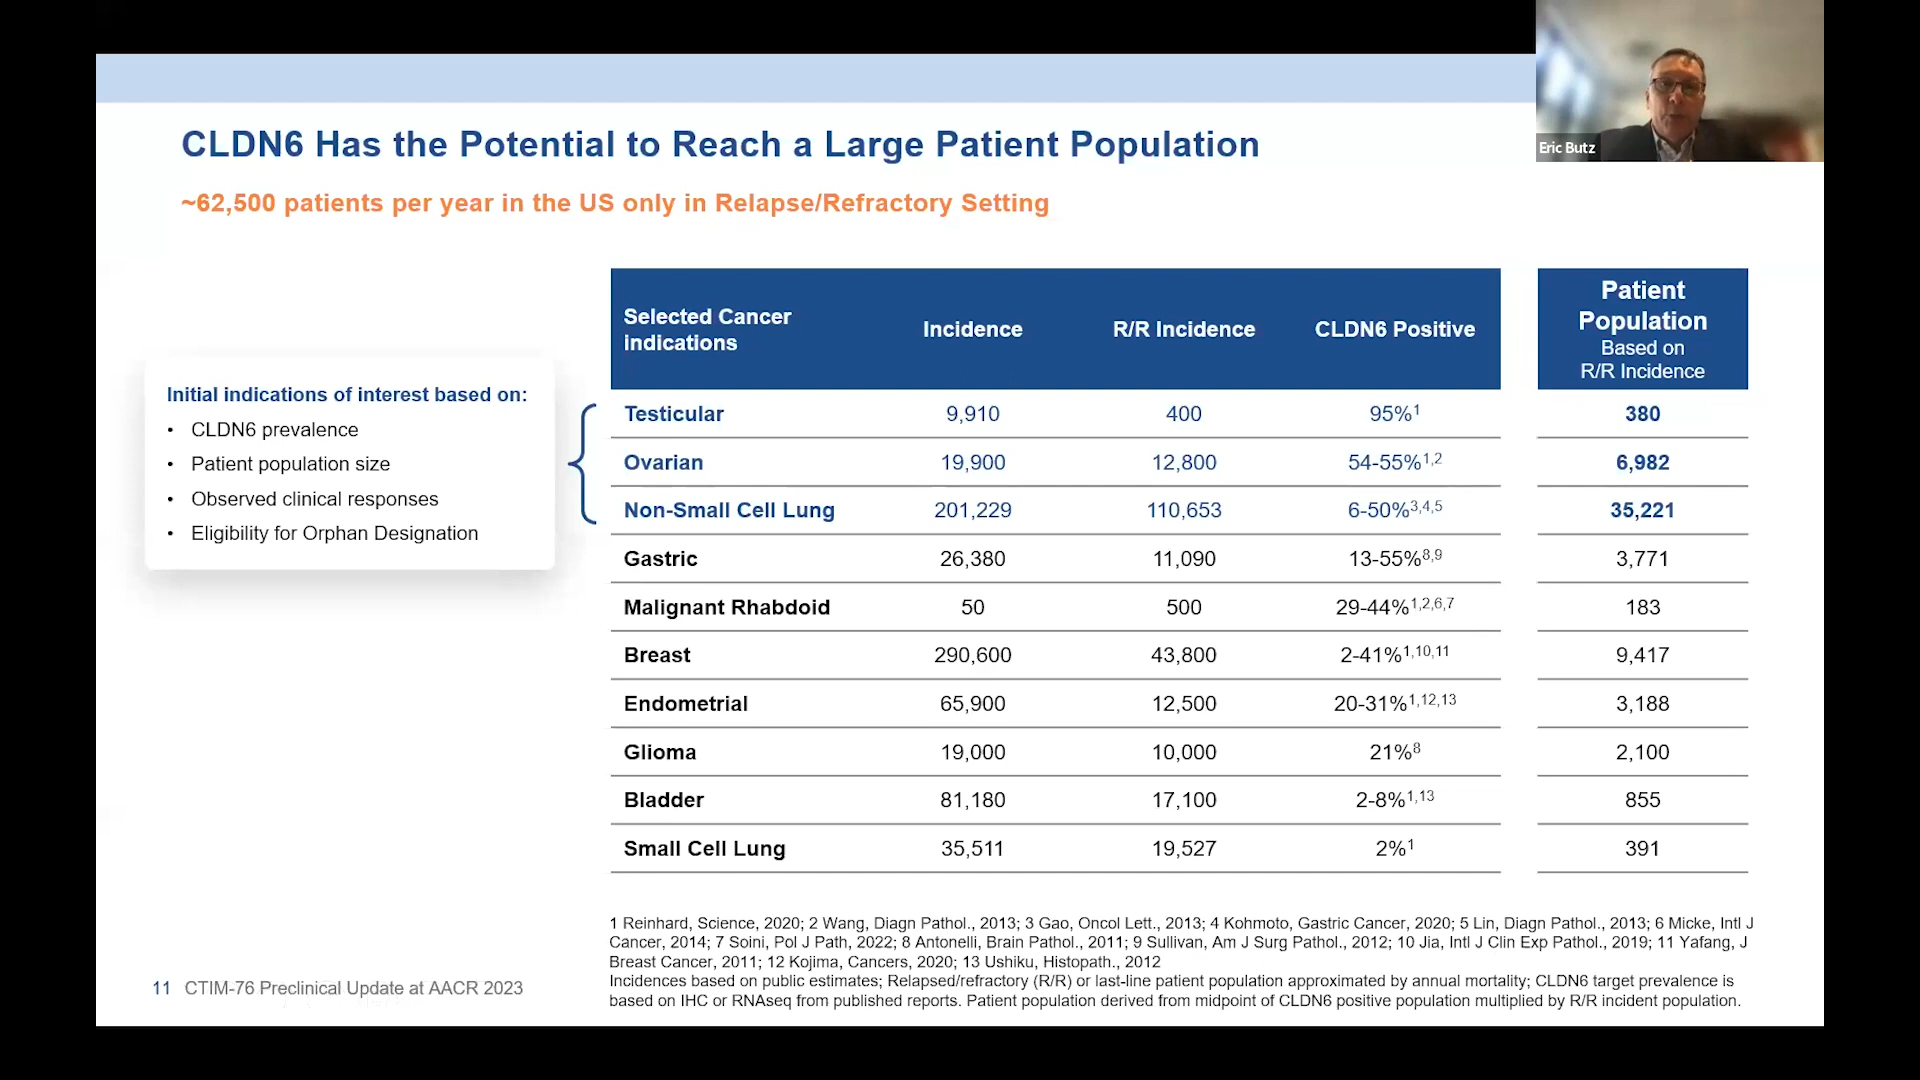 Eric Butz
CLDN6 Has the Potential to Reach a Large Patient Population
~62,500 patients per year in the US only in Relapse/Refractory Setting
Initial indications of interest based on:
• CLDN6 prevalence
• Patient population size
• Observed clinical responses
• Eligibility for Orphan Designation
Selected Cancer indications Incidence R/R Incidence CLDN6 Positive Patient Population Based on R/R Incidence
Testicular 9,910 400 95%1 380
Ovarian 19,900 12,800 54-55%1,2 6,982
Non-Small Cell Lung 201,229 110,653 6-50%3,4,5 35,221
Gastric 26,380 11,090 13-55%8,9 3,771
Malignant Rhabdoid 50 500 29-44%1,2,6,7 183
Breast 290,600 43,800 2-41%1,10,11 9,417
Endometrial 65,900 12,500 20-31%1,12,13 3,188
Glioma 19,000 10,000 21%8 2,100
Bladder 81,180 17,100 2-8%1,13 855
Small Cell Lung 35,511 19,527 2%1 391
1 Reinhard, Science, 2020; 2 Wang, Diagn Pathol., 2013; 3 Gao, Oncol Lett., 2013; 4 Kohmoto, Gastric Cancer, 2020; 5 Lin, Diagn Pathol., 2013; 6 Micke, Intl J
Cancer, 2014; 7 Soini, Pol J Path, 2022; 8 Antonelli, Brain Pathol., 2011; 9 Sullivan, Am J Surg Pathol., 2012; 10 Jia, Intl J Clin Exp Pathol., 2019; 11 Yafang, J
Breast Cancer, 2011; 12 Kojima, Cancers, 2020; 13 Ushiku, Histopath., 2012
Incidences based on public estimates; Relapsed/refractory (R/R) or last-line patient population approximated by annual mortality; CLDN6 target prevalence is
based on IHC or RNAseq from published reports. Patient population derived from midpoint of CLDN6 positive population multiplied by R/R incident population.
11 CTIM-76 Preclinical Update at AACR 2023